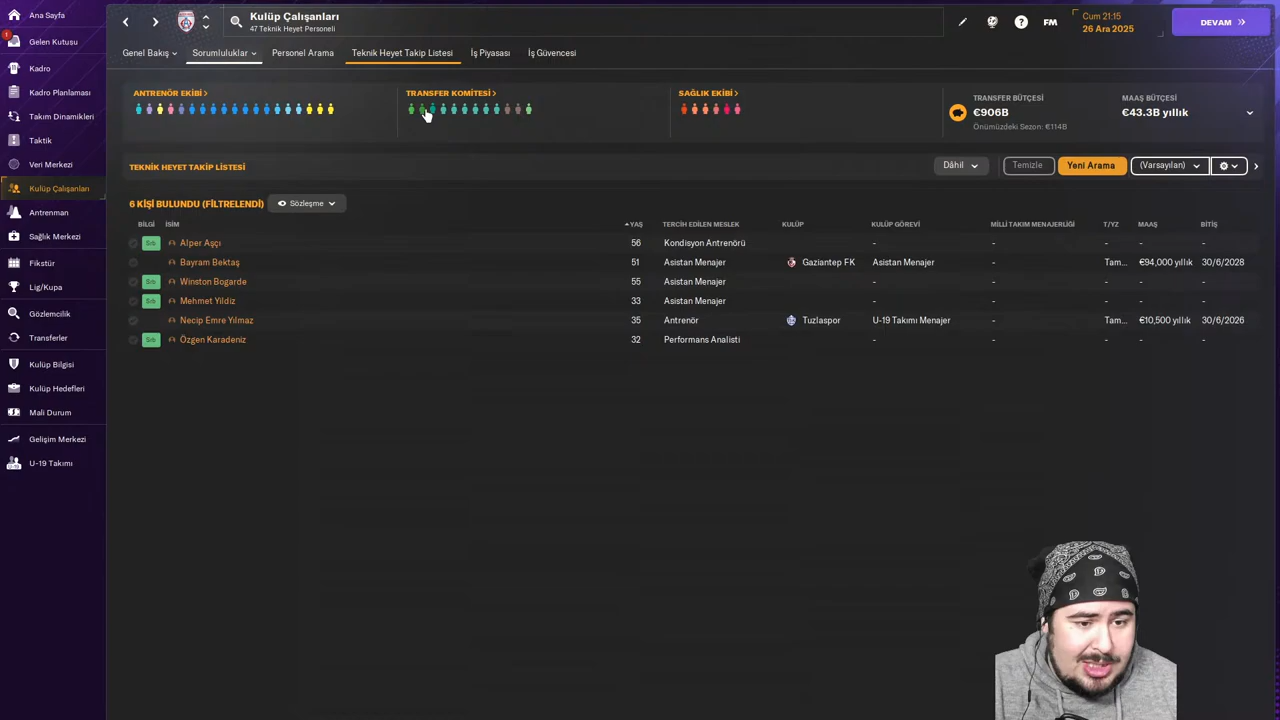 Ana Sayfa
1
Gelen Kutusu
Kadro
Kadro Planlaması
Takım Dinamikleri
Taktik
Veri Merkezi
Kulüp Çalışanları
Antrenman
Sağlık Merkezi
Fikstür
Lig/Kupa
Gözlemcilik
Transferler
Kulüp Bilgisi
Kulüp Hedefleri
Mali Durum
Gelişim Merkezi
U-19 Takımı
Kulüp Çalışanları
47 Teknik Heyet Personeli
FM
Cum 21:15
26 Ara 2025
DEVAM
Genel Bakış Sorumluluklar Personel Arama Teknik Heyet Takip Listesi İş Piyasası İş Güvencesi
ANTRENÖR EKİBİ TRANSFER KOMİTESİ SAĞLIK EKİBİ
TRANSFER BÜTÇESİ MAAŞ BÜTÇESİ
€906B €43.3B yıllık
Önümüzdeki Sezon: €114B
TEKNİK HEYET TAKİP LİSTESİ Dâhil Temizle Yeni Arama (Varsayılan)
6 KİŞİ BULUNDU (FİLTRELENDİ) Sözleşme
BİLGİ İSİM YAŞ TERCİH EDİLEN MESLEK KULÜP KULÜP GÖREVİ MİLLİ TAKIM MENAJERLİĞİ T/YZ MAAŞ BİTİŞ
Srb Alper Aşçı 56 Kondisyon Antrenörü - - - - - -
Bayram Bektaş 51 Asistan Menajer Gaziantep FK Asistan Menajer - Tam... €94,000 yıllık 30/6/2028
Srb Winston Bogarde 55 Asistan Menajer - - - - - -
Srb Mehmet Yildiz 33 Asistan Menajer - - - - - -
Necip Emre Yılmaz 35 Antrenör Tuzlaspor U-19 Takımı Menajer - Tam... €10,500 yıllık 30/6/2026
Srb Özgen Karadeniz 32 Performans Analisti - - - - - -